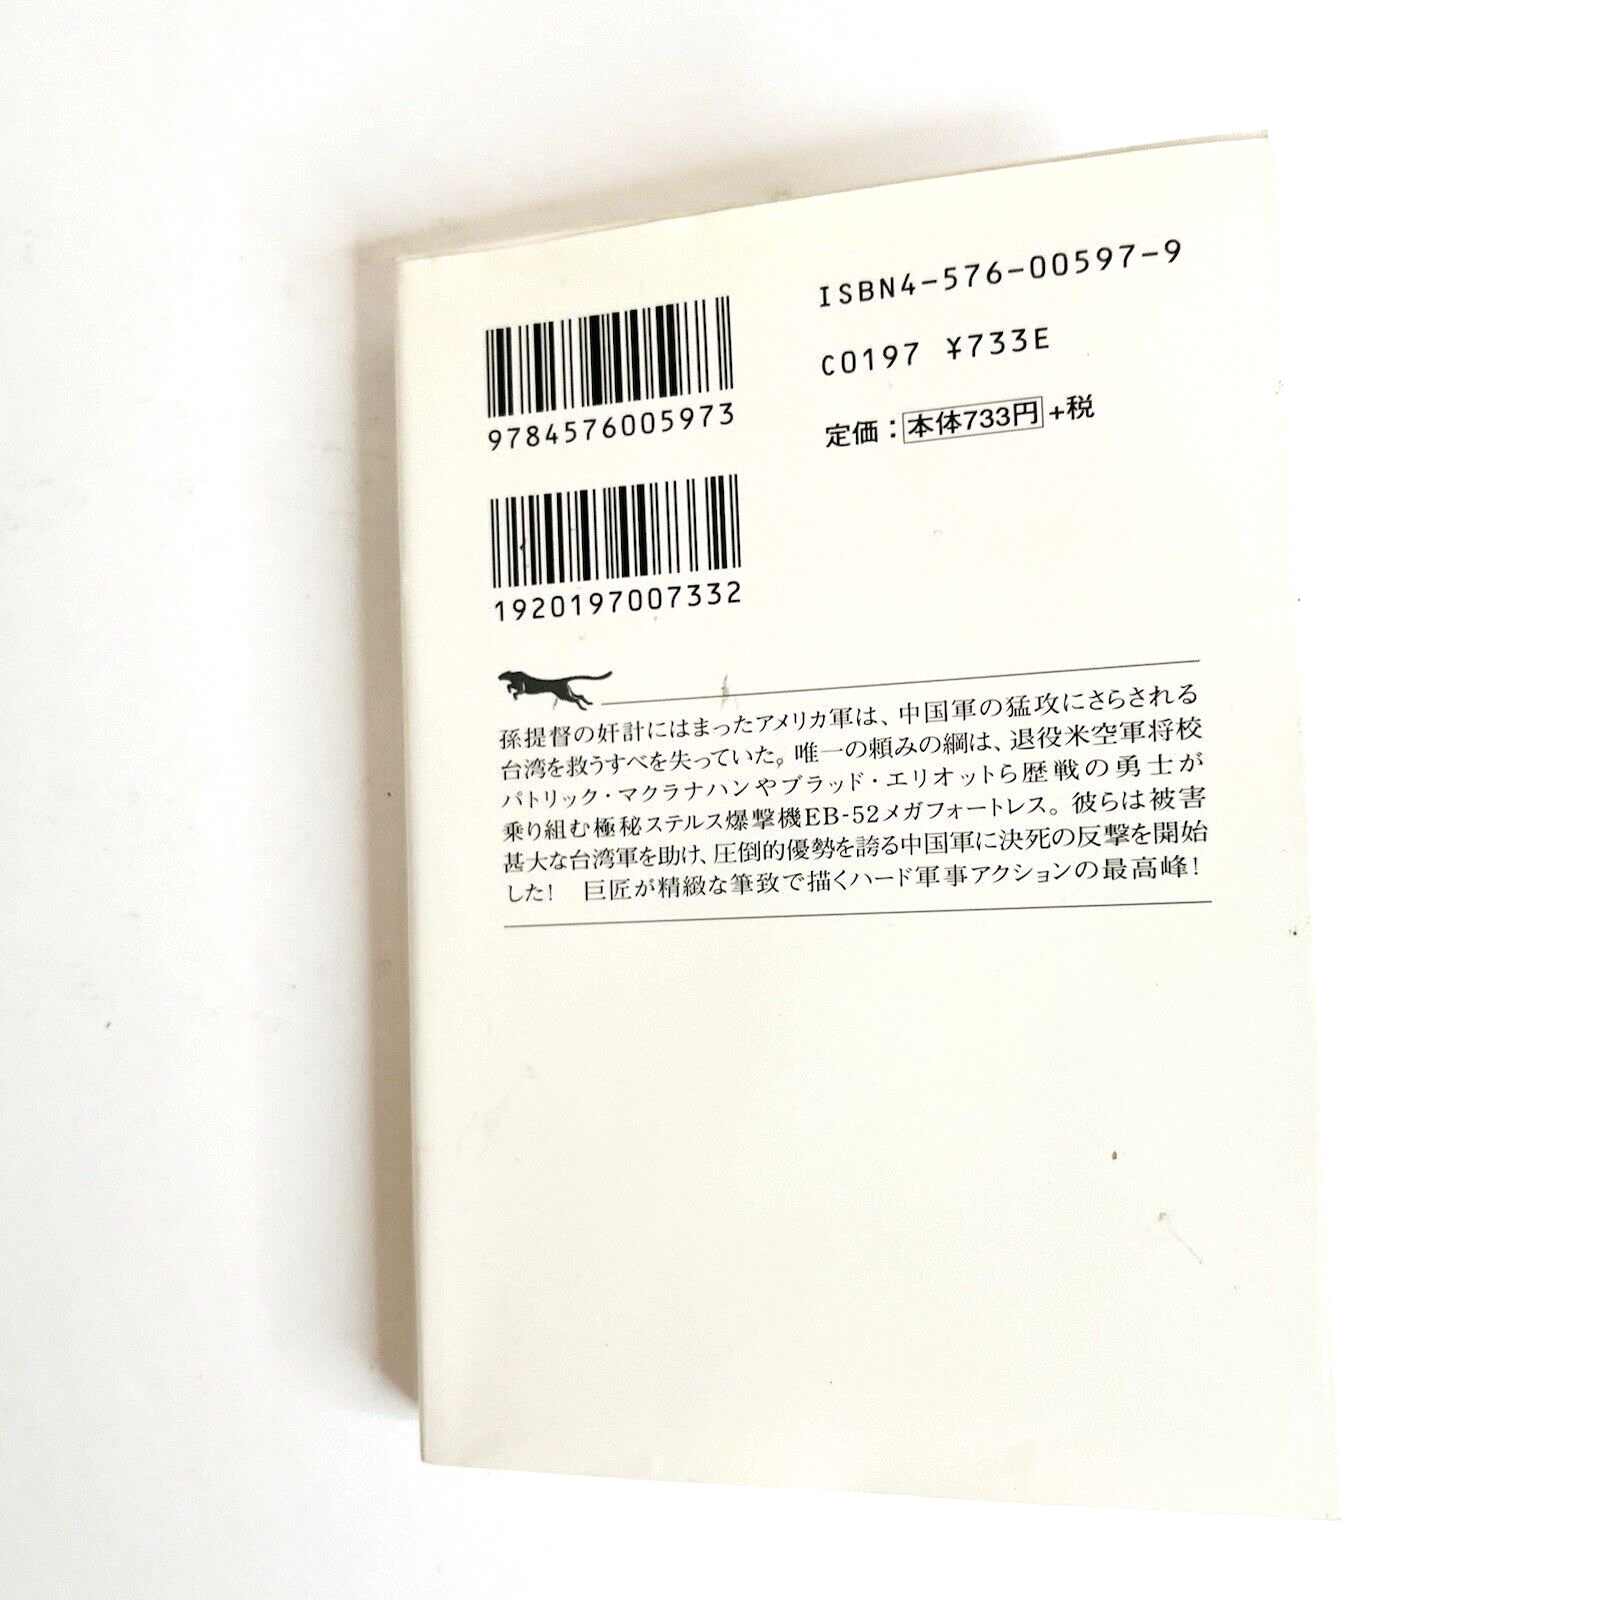 ISBN4-576-00597-9
C0197 ¥733E
定価：本体733円+税
9784576005973
1920197007332
孫提督の奸計にはまったアメリカ軍は、中国軍の猛攻にさらされる
台湾を救うすべを失っていた。唯一の頼みの綱は、退役米空軍将校
パトリック・マクラナハンやブラッド・エリオットら歴戦の勇士が
乗り組む極秘ステルス爆撃機EB-52メガフォートレス。彼らは被害
甚大な台湾軍を助け、圧倒的優勢を誇る中国軍に決死の反撃を開始
した!　巨匠が精緻な筆致で描くハード軍事アクションの最高峰!